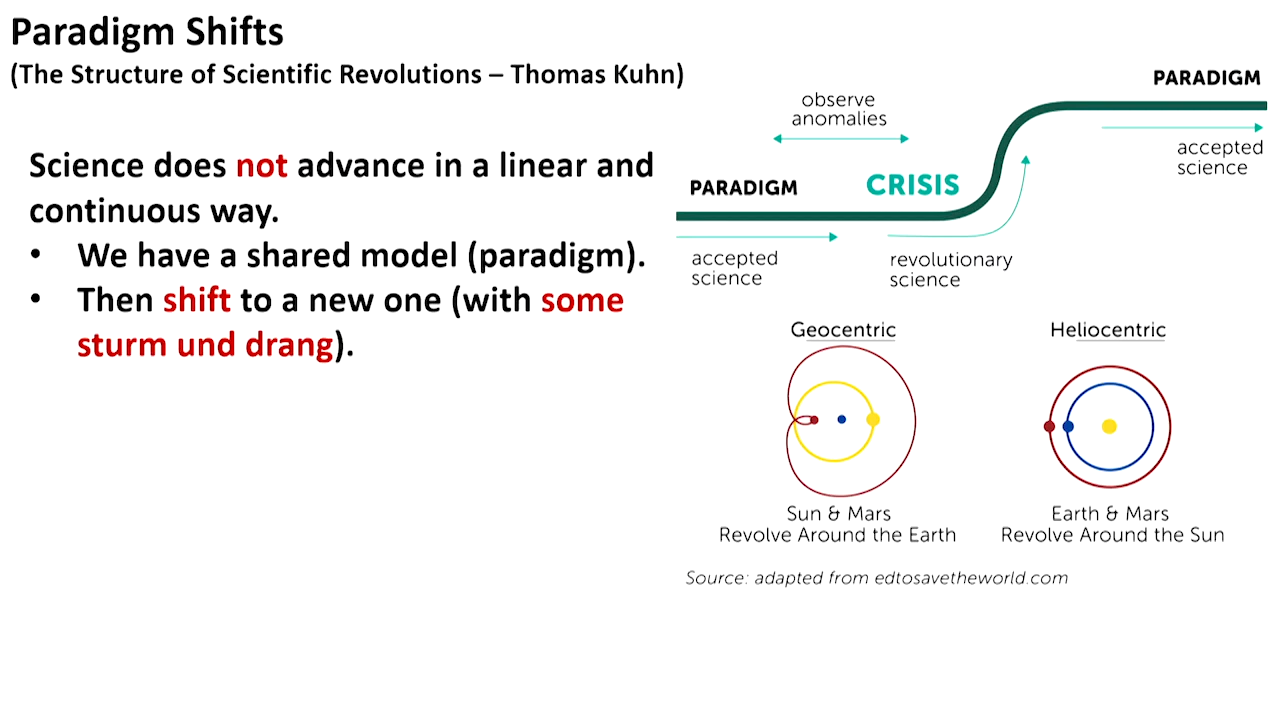 Paradigm Shifts
(The Structure of Scientific Revolutions – Thomas Kuhn)
Science does not advance in a linear and
continuous way.
• We have a shared model (paradigm).
• Then shift to a new one (with some
sturm und drang).
PARADIGM
observe
anomalies
accepted
science
PARADIGM
CRISIS
accepted
science
revolutionary
science
Geocentric
Heliocentric
Sun & Mars
Revolve Around the Earth
Earth & Mars
Revolve Around the Sun
Source: adapted from edtosavetheworld.com